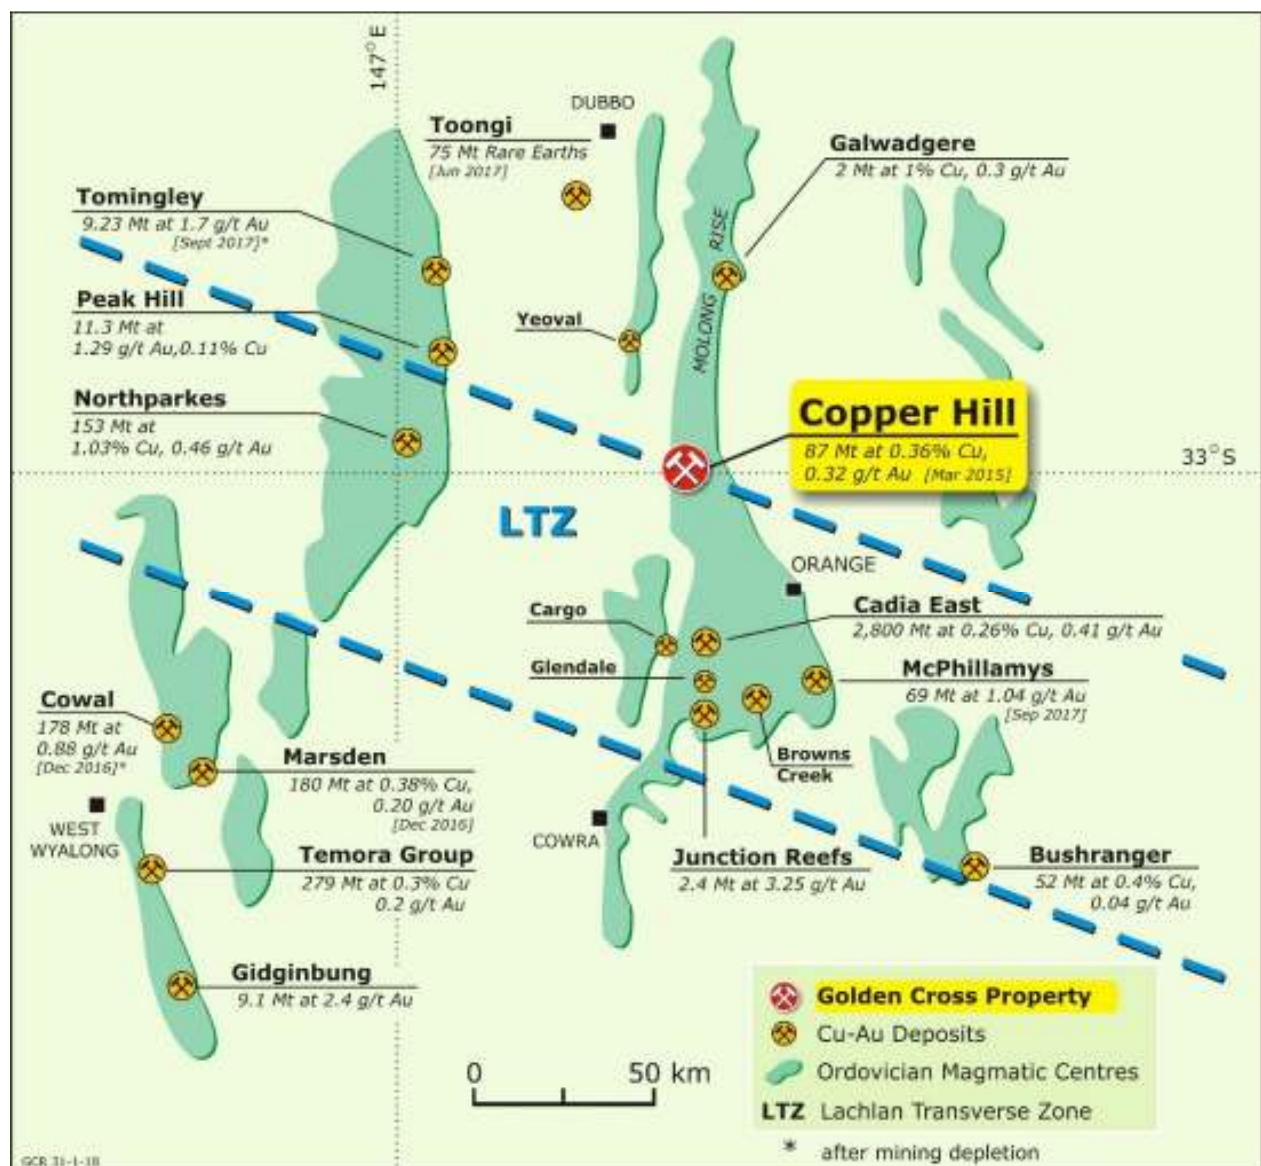 147°E
DUBBO
Toongi
75 Mt Rare Earths
[Jun 2017]
Galwadgere
2 Mt at 1% Cu, 0.3 g/t Au
Tomingley
9.23 Mt at 1.7 g/t Au
[Sept 2017]*
MOLONG RISE
Peak Hill
11.3 Mt at
1.29 g/t Au,0.11% Cu
Yeoval
Northparkes
153 Mt at
1.03% Cu, 0.46 g/t Au
Copper Hill
87 Mt at 0.36% Cu,
0.32 g/t Au [Mar 2015]
33°S
LTZ
ORANGE
Cargo
Cadia East
2,800 Mt at 0.26% Cu, 0.41 g/t Au
Glendale
McPhillamys
69 Mt at 1.04 g/t Au
[Sep 2017]
Cowal
178 Mt at
0.88 g/t Au
[Dec 2016]*
Marsden
180 Mt at 0.38% Cu,
0.20 g/t Au
[Dec 2016]
Browns
Creek
WEST
WYALONG
COWRA
Temora Group
279 Mt at 0.3% Cu
0.2 g/t Au
Junction Reefs
2.4 Mt at 3.25 g/t Au
Bushranger
52 Mt at 0.4% Cu,
0.04 g/t Au
Gidginbung
9.1 Mt at 2.4 g/t Au
0 50 km
Golden Cross Property
Cu-Au Deposits
Ordovician Magmatic Centres
LTZ Lachlan Transverse Zone
* after mining depletion
GCR 31-1-18